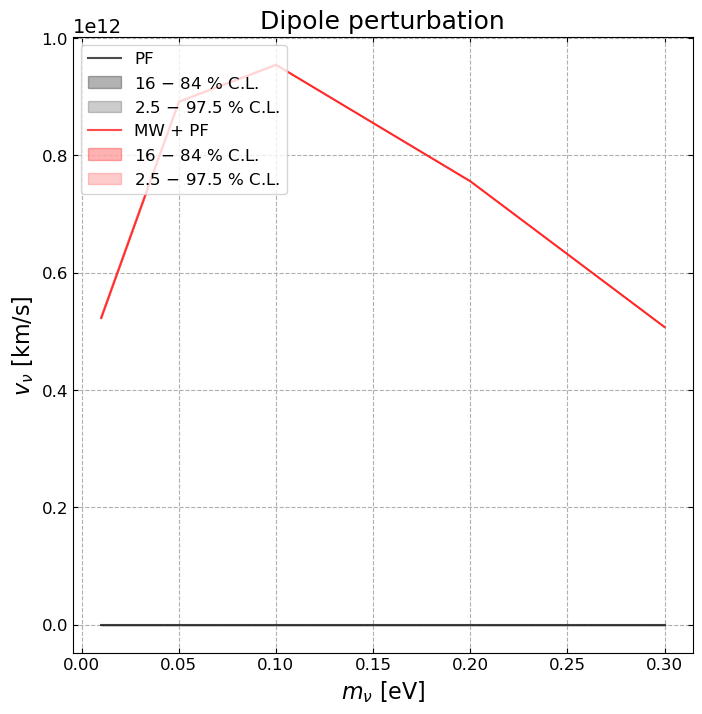 Dipole perturbation
1e12
1.0
0.8
0.6
0.4
0.2
0.0
PF
16 − 84 % C.L.
2.5 − 97.5 % C.L.
MW + PF
16 − 84 % C.L.
2.5 − 97.5 % C.L.
v_ν [km/s]
0.00 0.05 0.10 0.15 0.20 0.25 0.30
m_ν [eV]